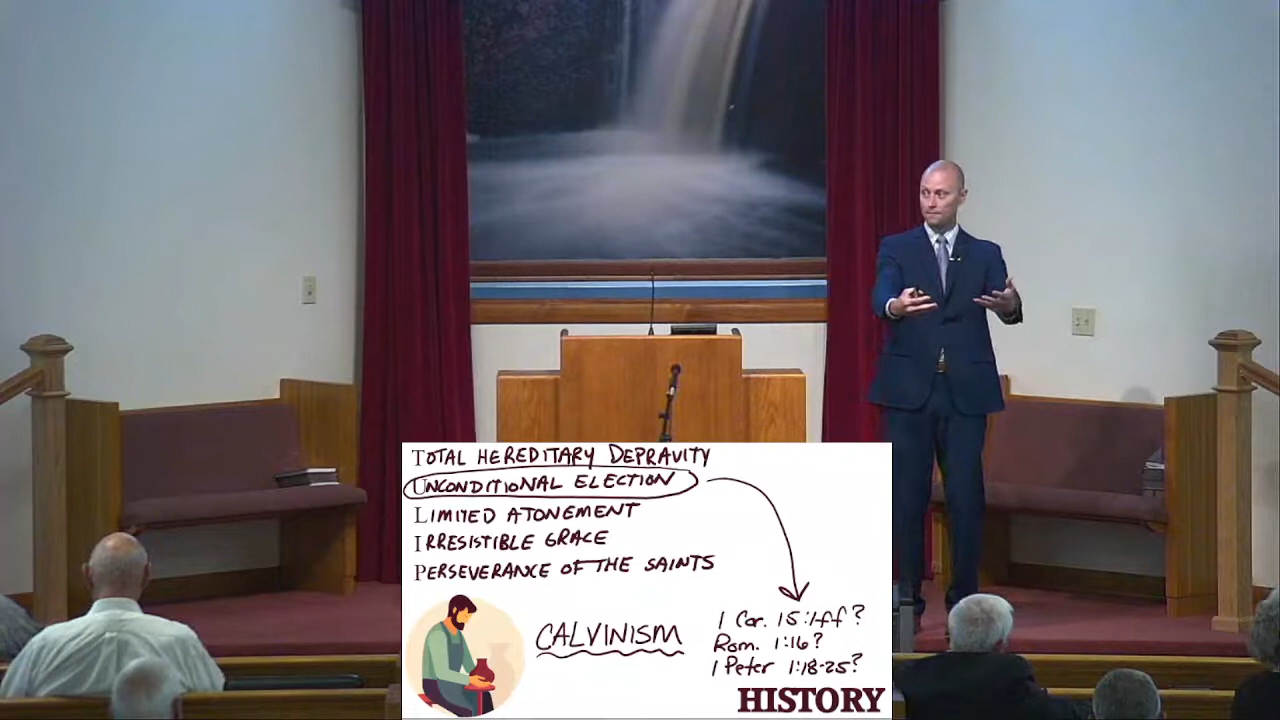 TOTAL HEREDITARY DEPRAVITY
UNCONDITIONAL ELECTION
LIMITED ATONEMENT
IRRESISTIBLE GRACE
PERSEVERANCE OF THE SAINTS
CALVINISM
1 Cor. 15:1ff?
Rom. 1:16?
1 Peter 1:18-25?
HISTORY